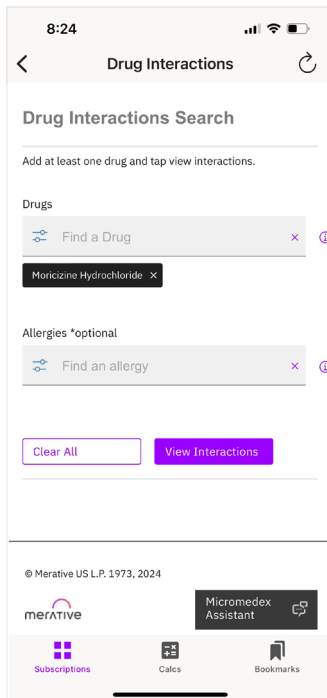 8:24
Drug Interactions
Drug Interactions Search
Add at least one drug and tap view interactions.
Drugs
Find a Drug
Moricizine Hydrochloride
Allergies *optional
Find an allergy
Clear All
View Interactions
© Merative US L.P. 1973, 2024
merative
Micromedex
Assistant
Subscriptions
Calcs
Bookmarks